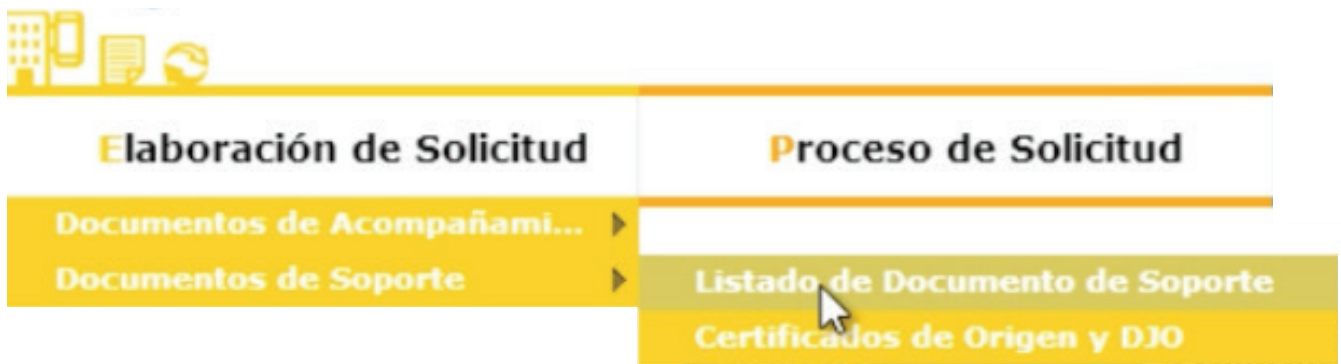 Elaboración de Solicitud
Proceso de Solicitud
Documentos de Acompañami...
Documentos de Soporte
Listado de Documento de Soporte
Certificados de Origen y DJO